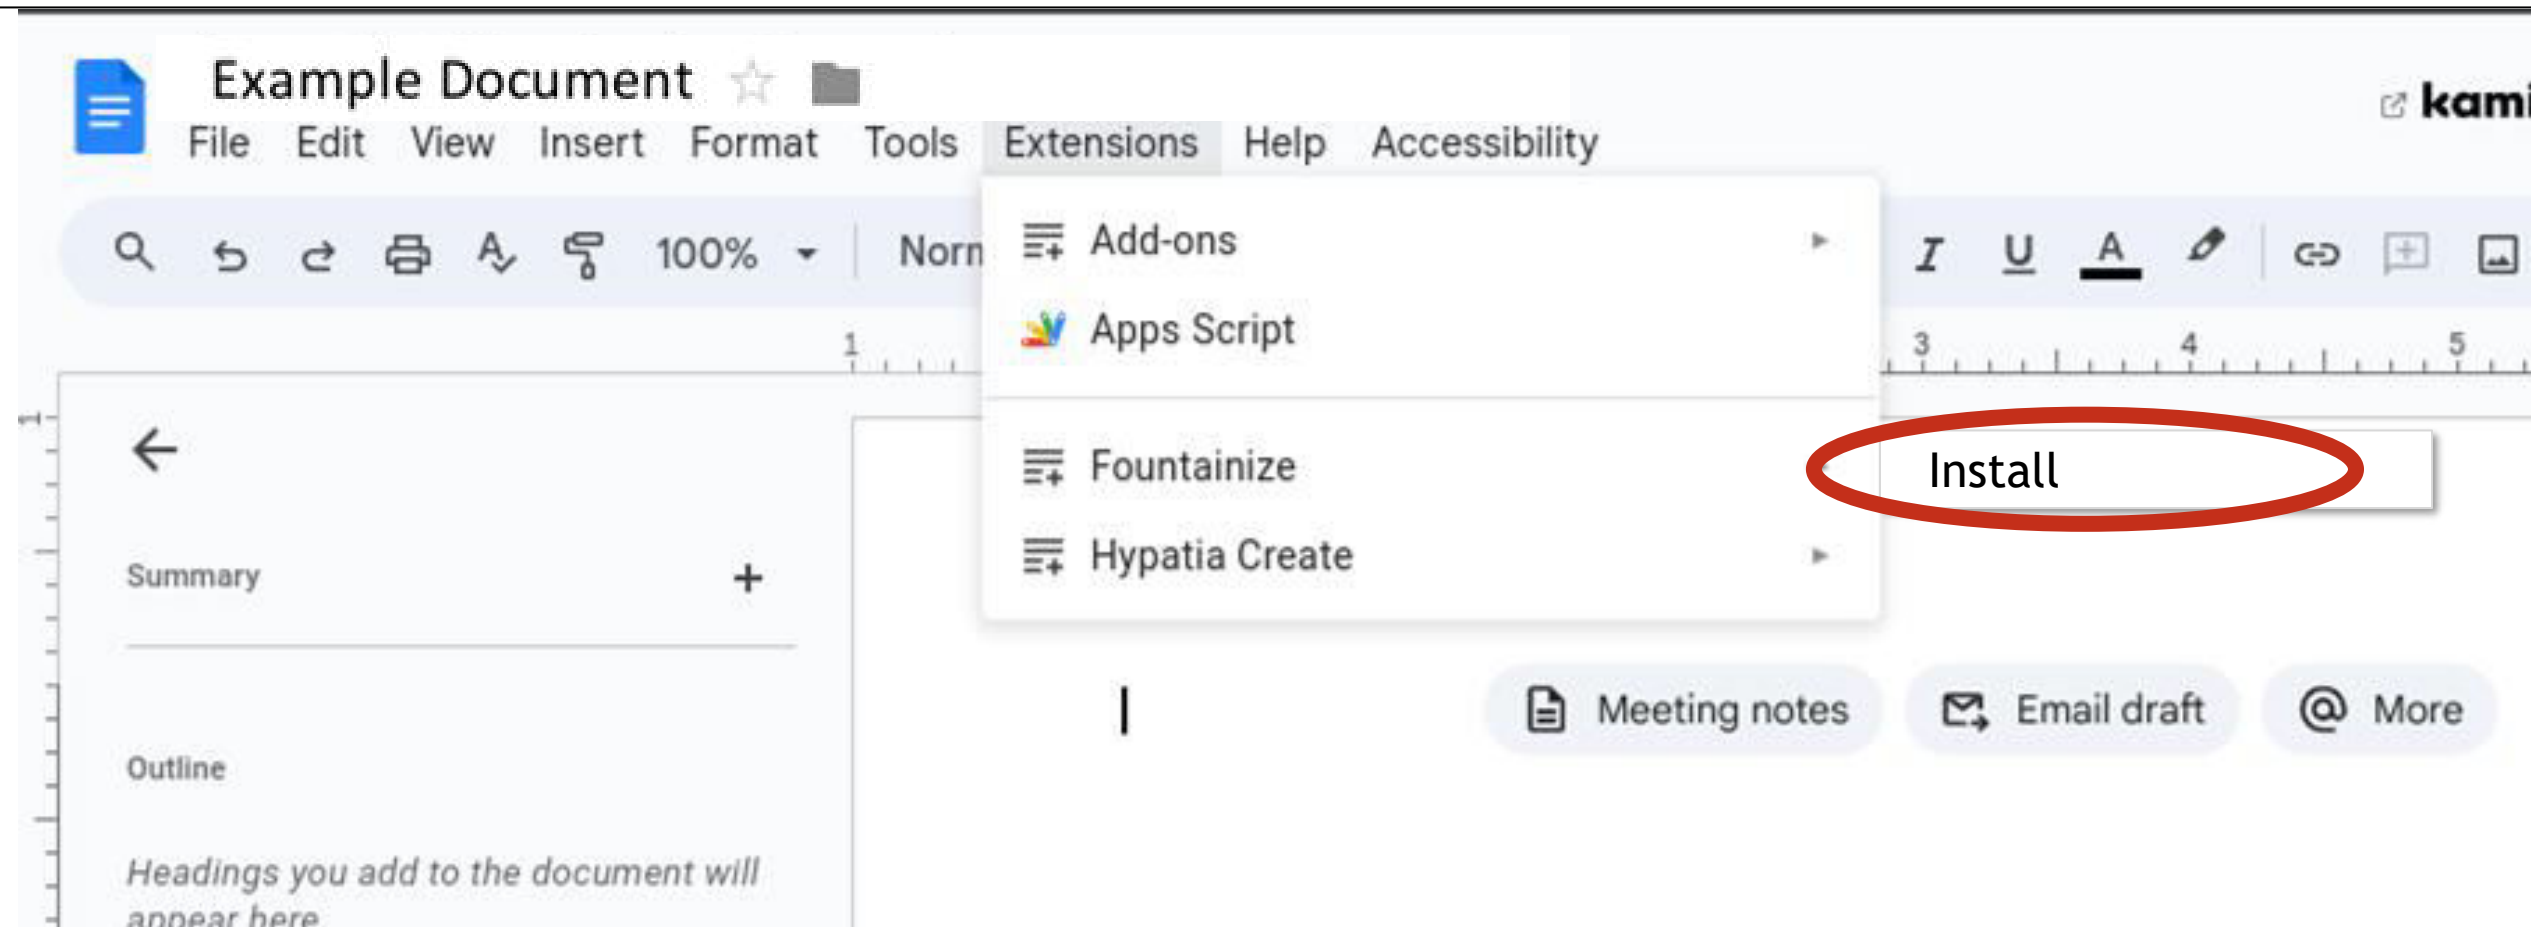 Example Document
kami
File Edit View Insert Format Tools Extensions Help Accessibility
100% Norn
Add-ons
Apps Script
1 3 4 5
1
Fountainize
Install
Hypatia Create
Summary
Meeting notes Email draft More
Outline
Headings you add to the document will
appear here